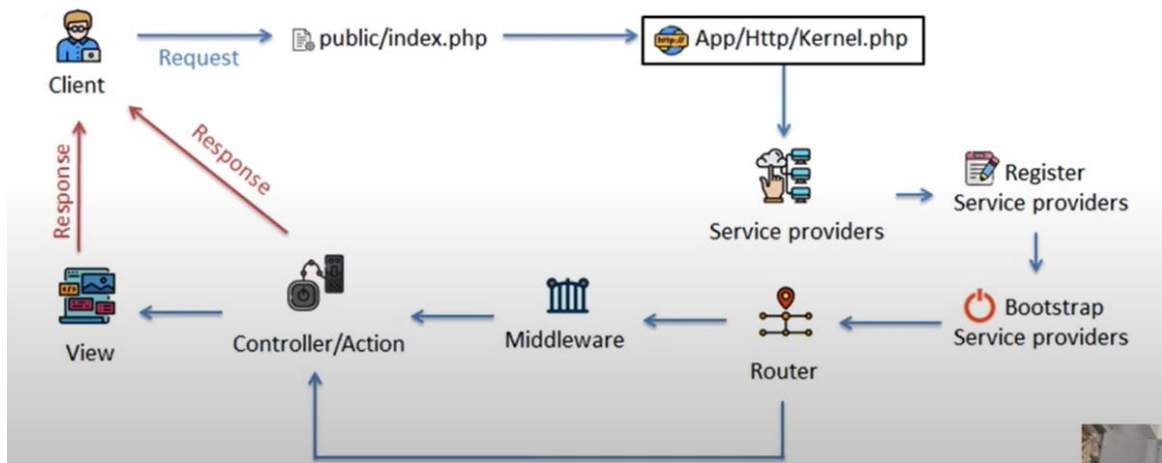 public/index.php
http://
App/Http/Kernel.php
Request
Client
Response
Response
Register
Service providers
Service providers
Bootstrap
Service providers
Router
Middleware
Controller/Action
View